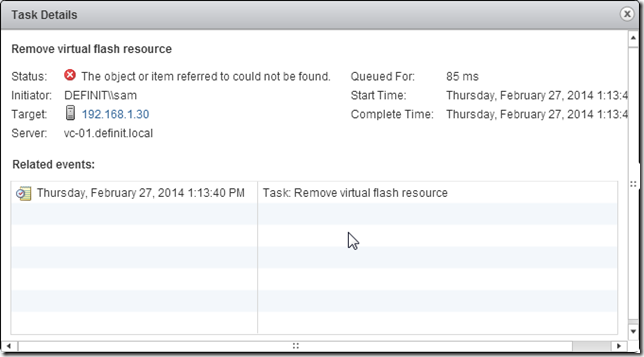 Task Details
Remove virtual flash resource
Status: The object or item referred to could not be found. Queued For: 85 ms
Initiator: DEFINIT\\sam Start Time: Thursday, February 27, 2014 1:13:4
Target: 192.168.1.30 Complete Time: Thursday, February 27, 2014 1:13:4
Server: vc-01.definit.local
Related events:
Thursday, February 27, 2014 1:13:40 PM Task: Remove virtual flash resource